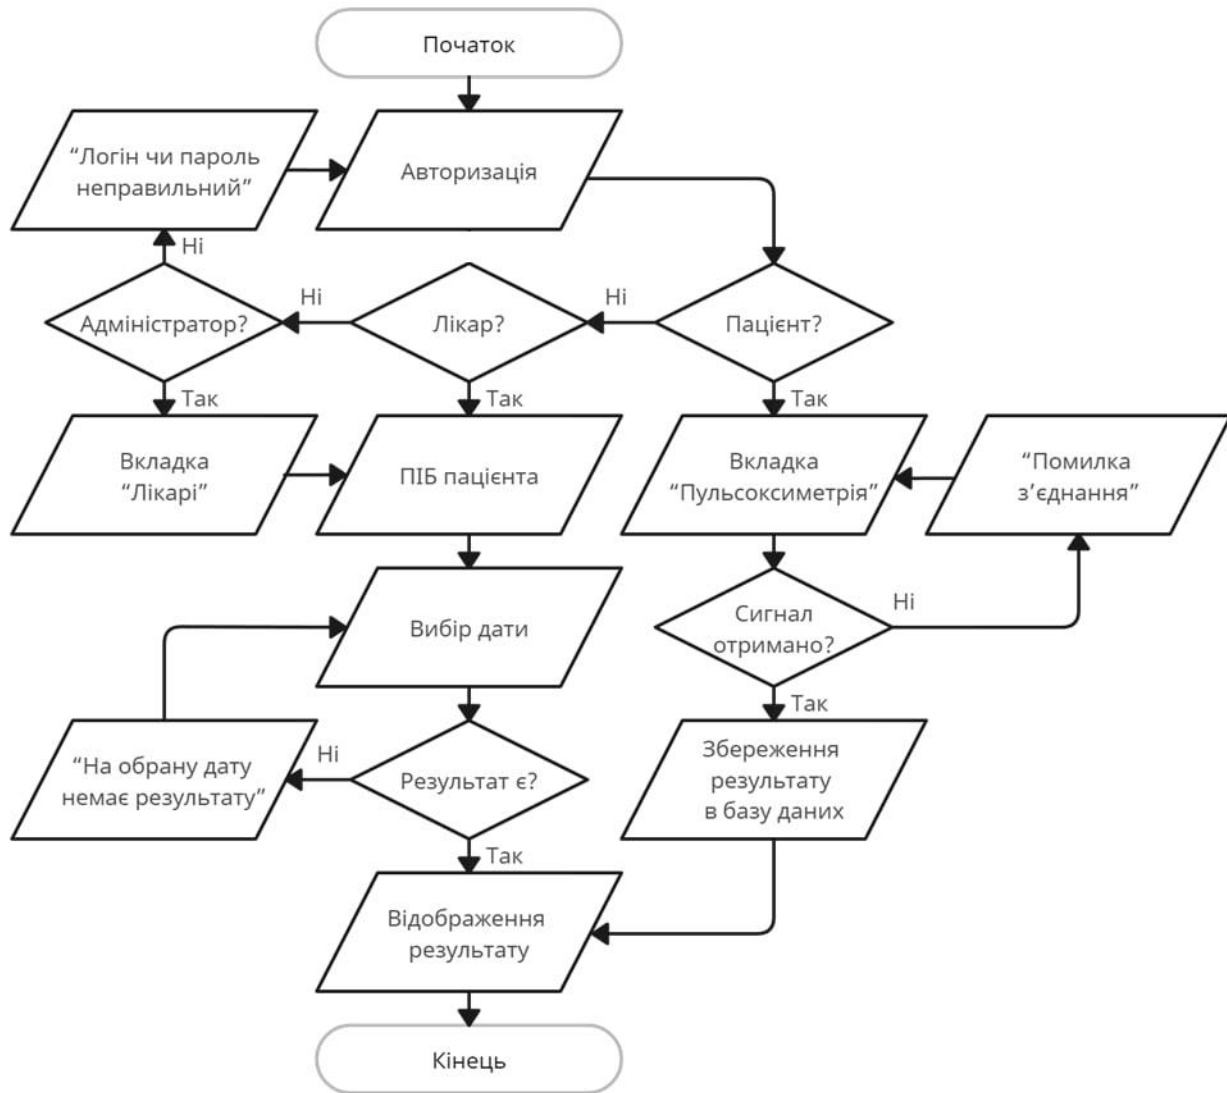 Початок
“Логін чи пароль
неправильний”
Авторизація
Ні
Адміністратор?
Ні
Лікар?
Ні
Пацієнт?
Так
Так
Так
Вкладка
“Лікарі”
ПІБ пацієнта
Вкладка
“Пульсоксиметрія”
“Помилка
з’єднання”
Вибір дати
Сигнал
отримано?
Ні
Так
“На обрану дату
немає результату”
Ні
Результат є?
Збереження
результату
в базу даних
Так
Відображення
результату
Кінець